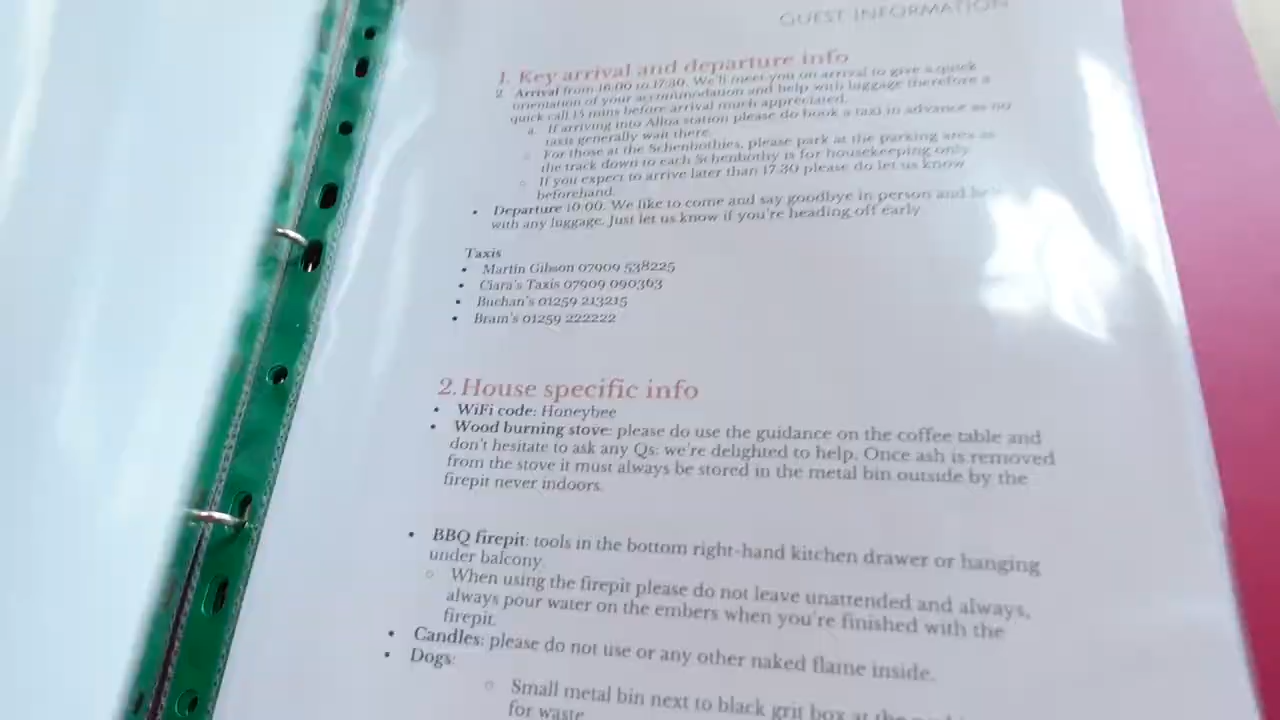 GUEST INFORMATION
1. Key arrival and departure info
2. Arrival from 16:00 to 17:30. We'll meet you on arrival to give a quick
orientation of your accommodation and help with luggage therefore a
quick call 15 mins before arrival much appreciated.
a. If arriving into Alloa station please do book a taxi in advance as no
taxis generally wait there.
○ For those at the Schenbothies, please park at the parking area as
the track down to each Schenbothy is for housekeeping only
○ If you expect to arrive later than 17.30 please do let us know
beforehand.
• Departure 10:00. We like to come and say goodbye in person and
with any luggage. Just let us know if you're heading off early
Taxis
• Martin Gibson 07909 538225
• Ciara's Taxis 07909 090363
• Buchan's 01259 213215
• Bram's 01259 222222
2. House specific info
• WiFi code: Honeybee
• Wood burning stove: please do use the guidance on the coffee table and
don't hesitate to ask any Qs: we're delighted to help. Once ash is removed
from the stove it must always be stored in the metal bin outside by the
firepit never indoors.
• BBQ firepit: tools in the bottom right-hand kitchen drawer or hanging
under balcony.
○ When using the firepit please do not leave unattended and always,
always pour water on the embers when you're finished with the
firepit.
• Candles: please do not use or any other naked flame inside.
• Dogs:
○ Small metal bin next to black grit box at the
for waste